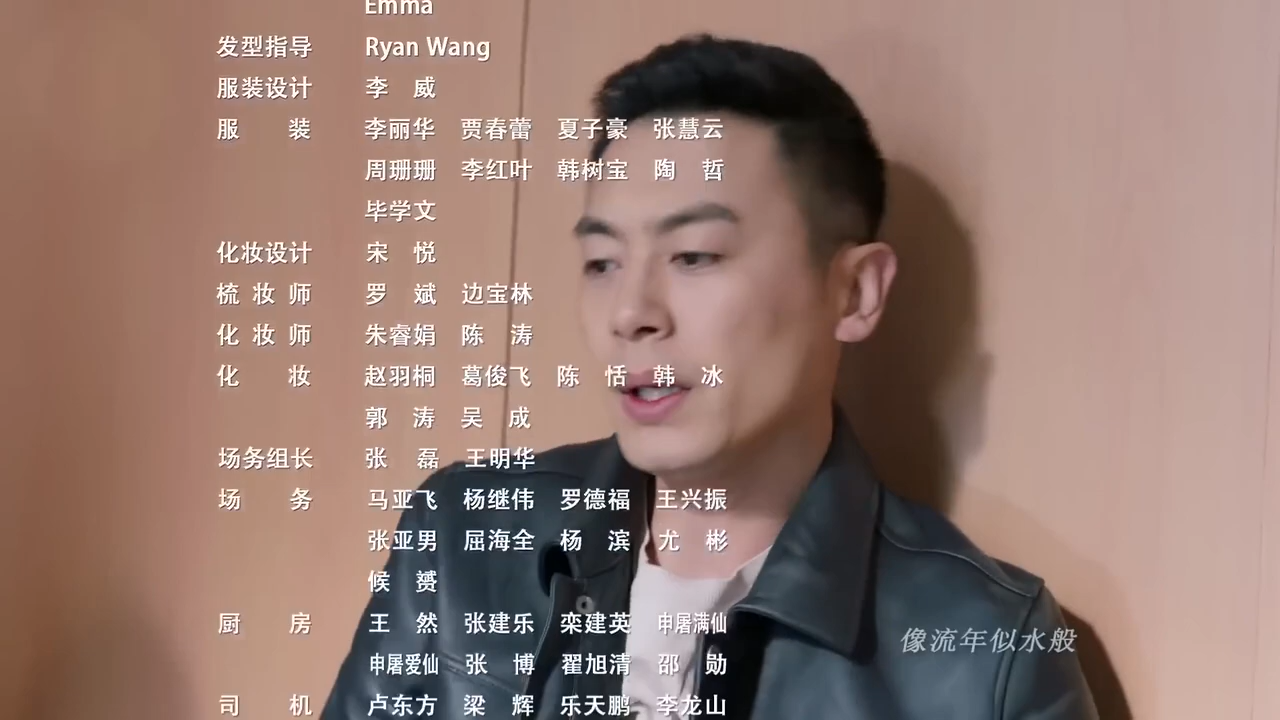 Emma
发型指导 Ryan Wang
服装设计 李 威
服 装 李丽华 贾春蕾 夏子豪 张慧云
周珊珊 李红叶 韩树宝 陶 哲
毕学文
化妆设计 宋 悦
梳 妆 师 罗 斌 边宝林
化 妆 师 朱睿娟 陈 涛
化 妆 赵羽桐 葛俊飞 陈 恬 韩 冰
郭 涛 吴 成
场务组长 张 磊 王明华
场 务 马亚飞 杨继伟 罗德福 王兴振
张亚男 屈海全 杨 滨 尤 彬
候 赟
厨 房 王 然 张建乐 栾建英 申屠满仙
像流年似水般
申屠爱仙 张 博 翟旭清 邵 勋
司 机 卢东方 梁 辉 乐天鹏 李龙山